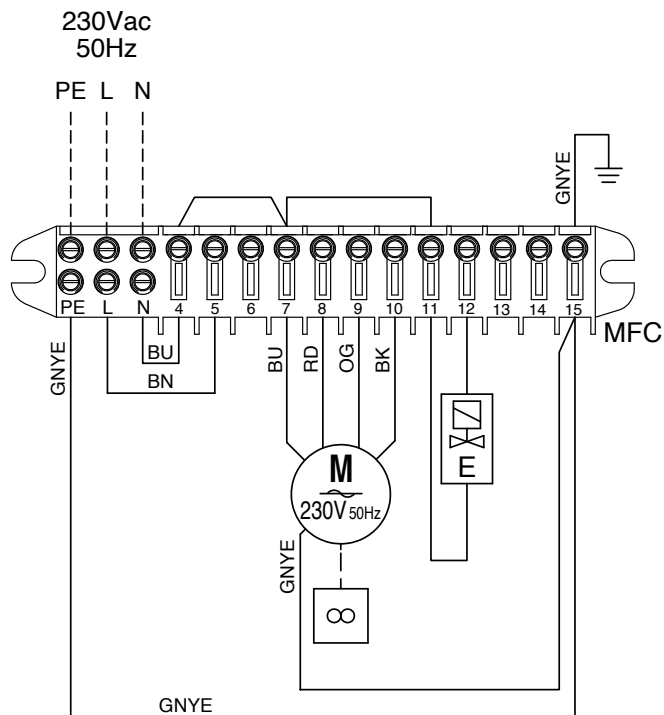 230Vac
50Hz
PE L N
GNYE
PE L N 4 5 6 7 8 9 10 11 12 13 14 15
MFC
GNYE
BU
BN
BU
RD
OG
BK
E
M
230V 50Hz
GNYE
8
GNYE